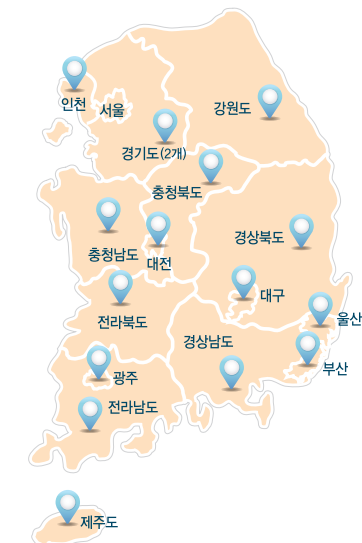 인천
서울
강원도
경기도(2개)
충청북도
충청남도
대전
경상북도
대구
전라북도
울산
경상남도
부산
광주
전라남도
제주도